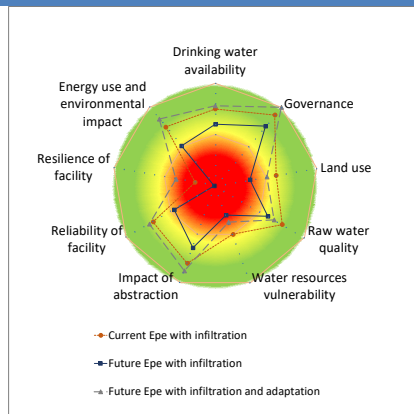 Drinking water
availability
Governance
Land use
Raw water
quality
Water resources
vulnerability
Impact of
abstraction
Reliability of
facility
Resilience of
facility
Energy use and
environmental
impact
Current Epe with infiltration
Future Epe with infiltration
Future Epe with infiltration and adaptation